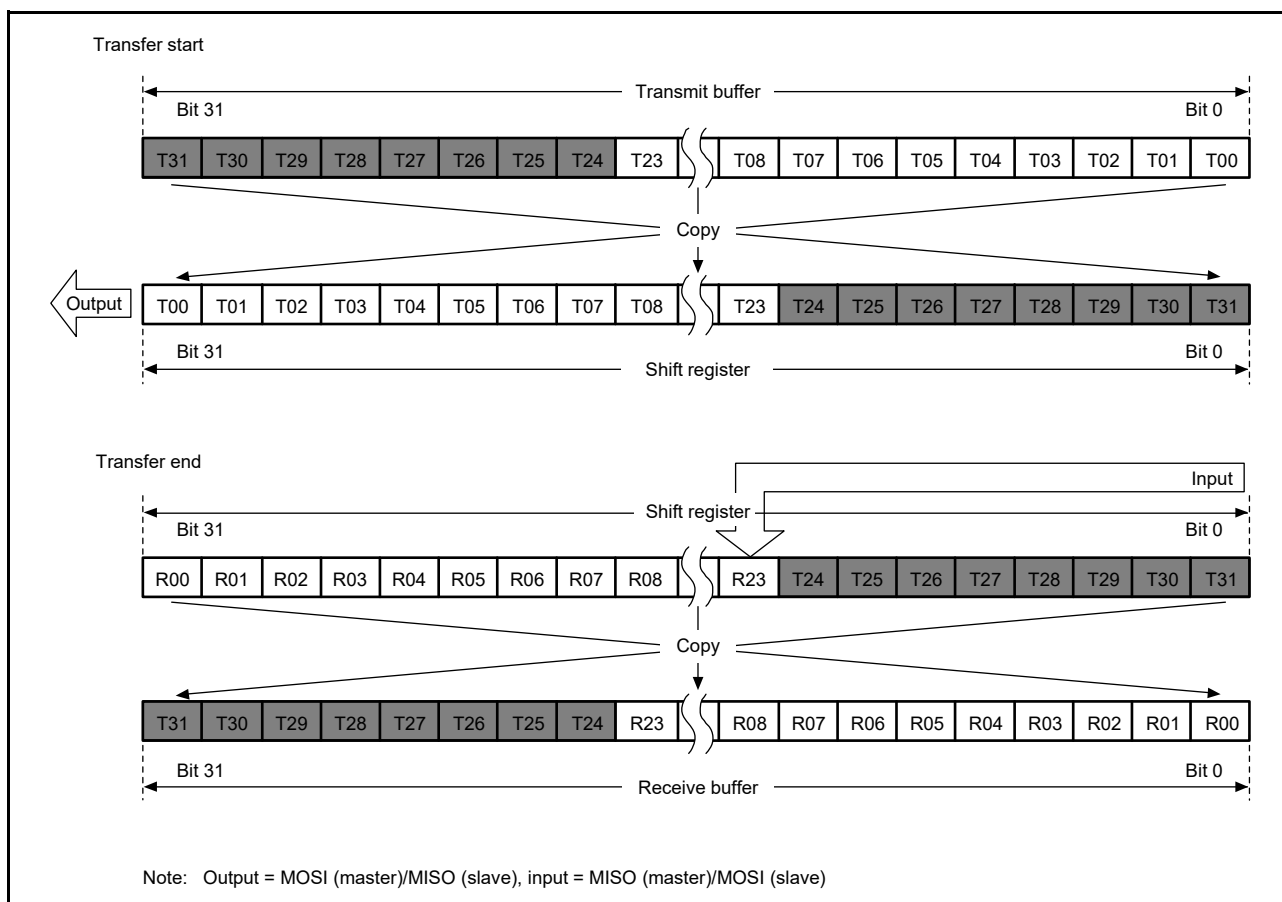 Transfer start
Transmit buffer
Bit 31 Bit 0
T31 T30 T29 T28 T27 T26 T25 T24 T23 T08 T07 T06 T05 T04 T03 T02 T01 T00
Copy
Output T00 T01 T02 T03 T04 T05 T06 T07 T08 T23 T24 T25 T26 T27 T28 T29 T30 T31
Bit 31 Bit 0
Shift register
Transfer end
Input
Shift register
Bit 31 Bit 0
R00 R01 R02 R03 R04 R05 R06 R07 R08 R23 T24 T25 T26 T27 T28 T29 T30 T31
Copy
T31 T30 T29 T28 T27 T26 T25 T24 R23 R08 R07 R06 R05 R04 R03 R02 R01 R00
Bit 31 Bit 0
Receive buffer
Note: Output = MOSI (master)/MISO (slave), input = MISO (master)/MOSI (slave)